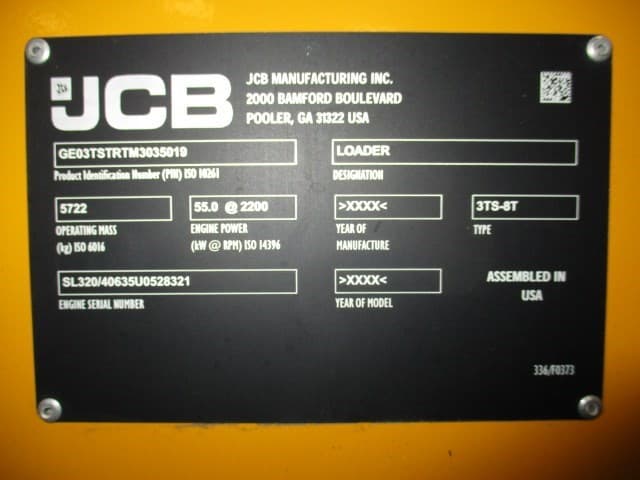 JCB
JCB MANUFACTURING INC.
2000 BAMFORD BOULEVARD
POOLER, GA 31322 USA
GE03TSTRTM3035019
Product Identification Number (PIN) ISO 10261
LOADER
DESIGNATION
5722
OPERATING MASS
(kg) ISO 6016
55.0 @ 2200
ENGINE POWER
(kW @ RPM) ISO 14396
>XXXX<
YEAR OF
MANUFACTURE
3TS-8T
TYPE
SL320/40635U0528321
ENGINE SERIAL NUMBER
>XXXX<
YEAR OF MODEL
ASSEMBLED IN
USA
336/F0373